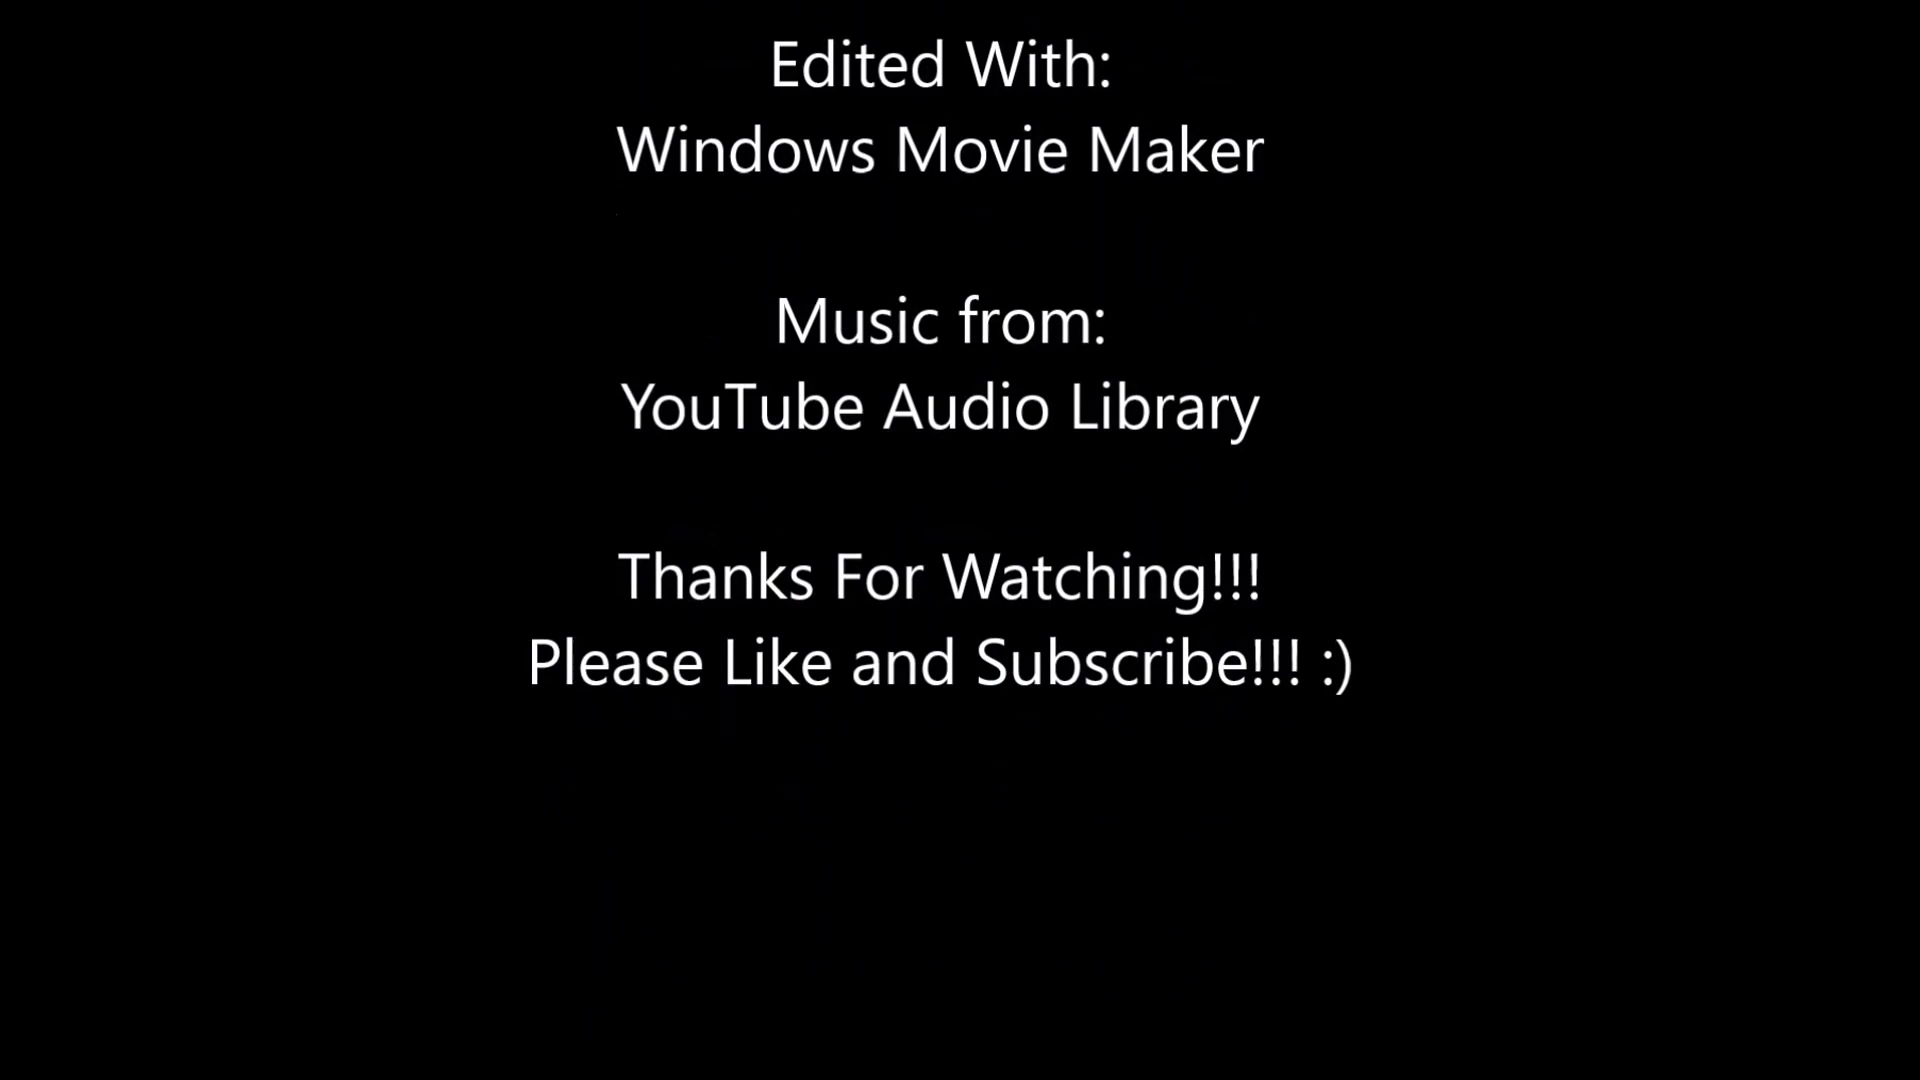 Edited With:
Windows Movie Maker
Music from:
YouTube Audio Library
Thanks For Watching!!!
Please Like and Subscribe!!! :)